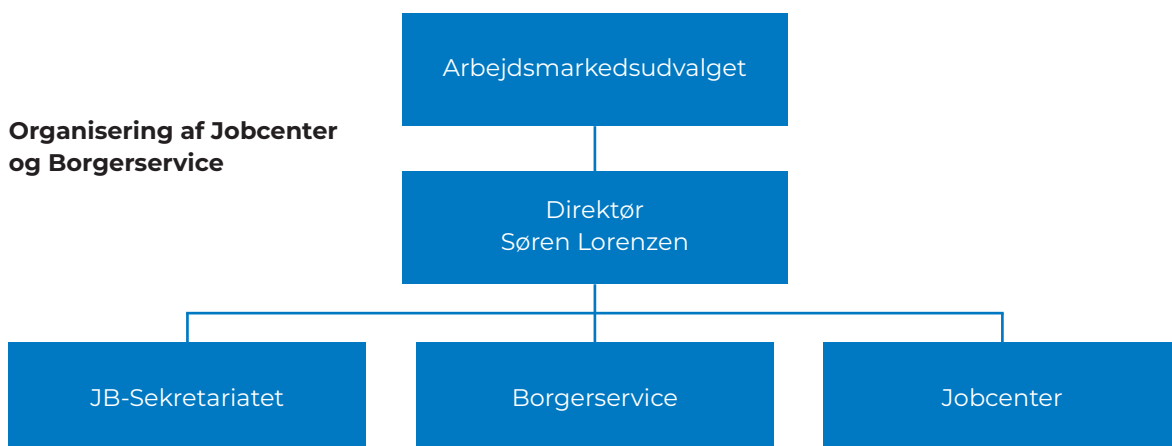 Arbejdsmarkedsudvalget
Organisering af Jobcenter
og Borgerservice
Direktør
Søren Lorenzen
JB-Sekretariatet
Borgerservice
Jobcenter